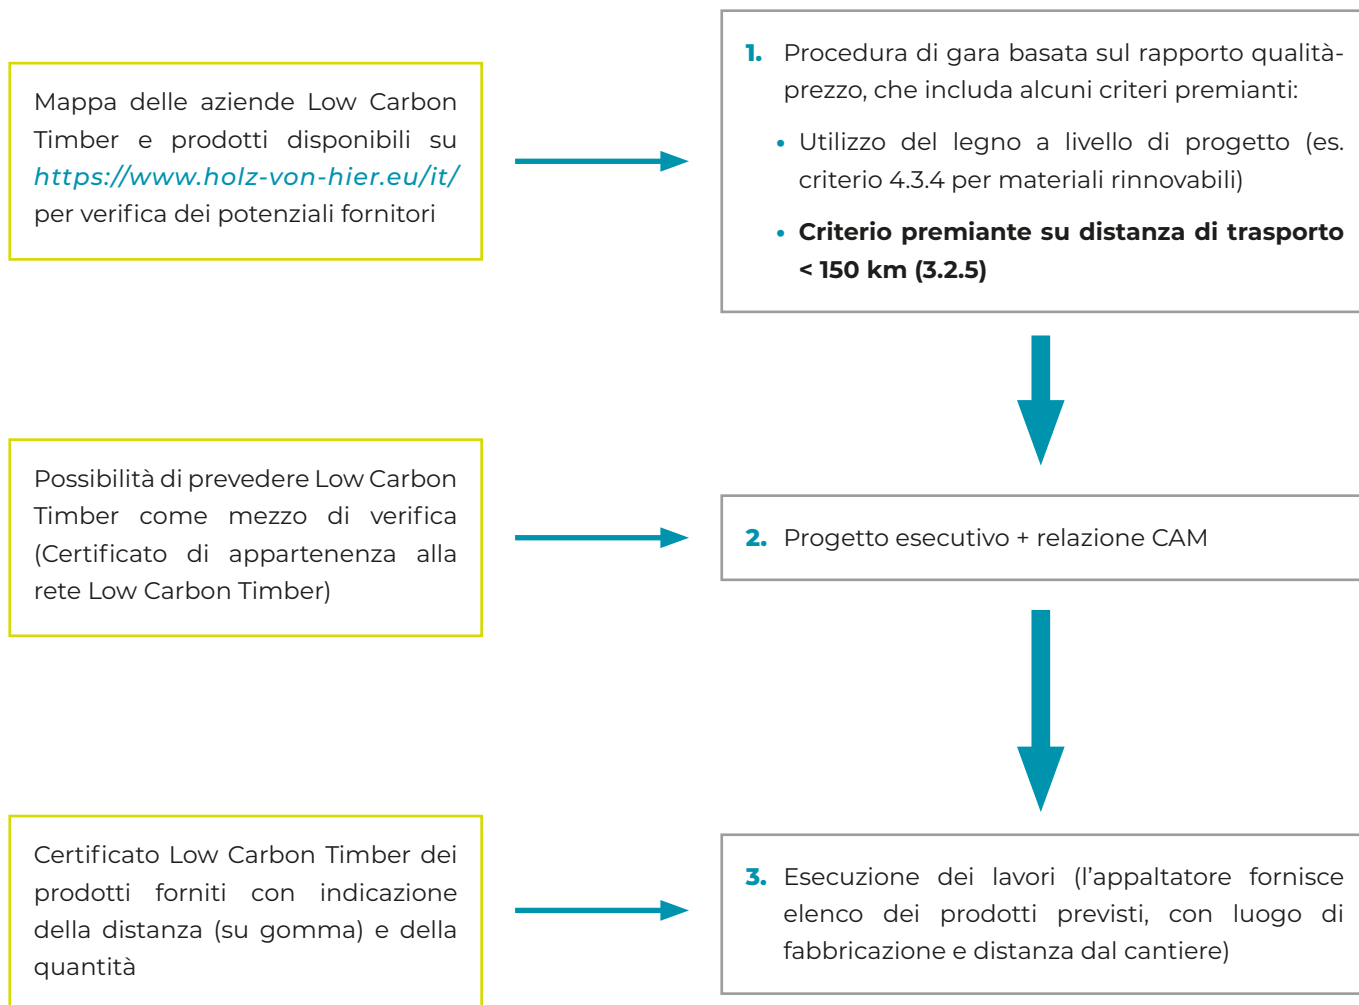 Mappa delle aziende Low Carbon
Timber e prodotti disponibili su
https://www.holz-von-hier.eu/it/
per verifica dei potenziali fornitori
1. Procedura di gara basata sul rapporto qualità-
prezzo, che includa alcuni criteri premianti:
• Utilizzo del legno a livello di progetto (es.
criterio 4.3.4 per materiali rinnovabili)
• Criterio premiante su distanza di trasporto
< 150 km (3.2.5)
Possibilità di prevedere Low Carbon
Timber come mezzo di verifica
(Certificato di appartenenza alla
rete Low Carbon Timber)
2. Progetto esecutivo + relazione CAM
Certificato Low Carbon Timber dei
prodotti forniti con indicazione
della distanza (su gomma) e della
quantità
3. Esecuzione dei lavori (l'appaltatore fornisce
elenco dei prodotti previsti, con luogo di
fabbricazione e distanza dal cantiere)